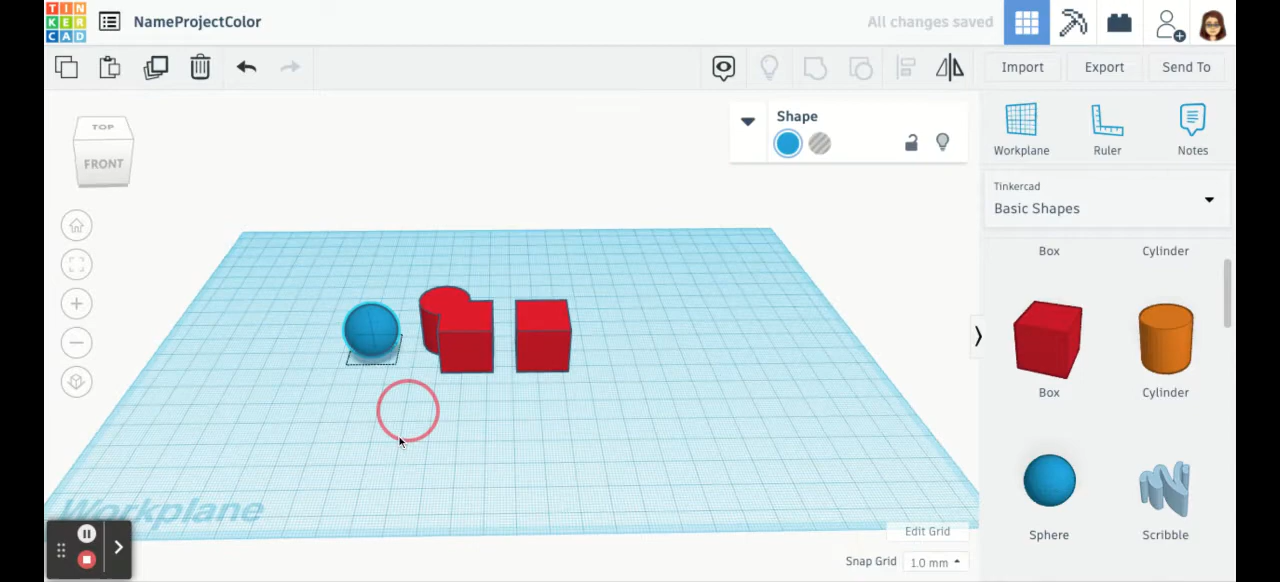 TIN
KER
CAD
NameProjectColor
All changes saved
Import
Export
Send To
TOP
FRONT
Shape
Workplane
Ruler
Notes
Tinkercad
Basic Shapes
Box
Cylinder
Box
Cylinder
Sphere
Scribble
Workplane
Edit Grid
Snap Grid
1.0 mm